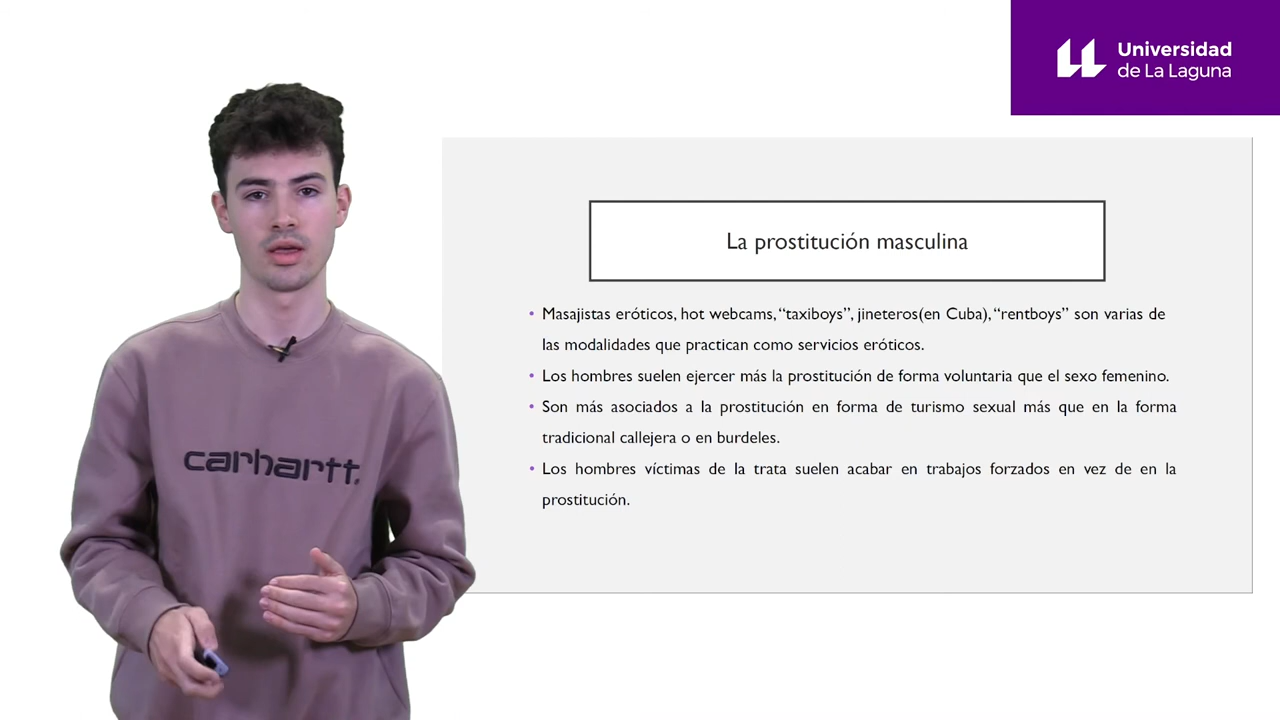 Universidad
de La Laguna
La prostitución masculina
• Masajistas eróticos, hot webcams, “taxiboys”, jineteros(en Cuba), “rentboys” son varias de
las modalidades que practican como servicios eróticos.
• Los hombres suelen ejercer más la prostitución de forma voluntaria que el sexo femenino.
• Son más asociados a la prostitución en forma de turismo sexual más que en la forma
tradicional callejera o en burdeles.
• Los hombres víctimas de la trata suelen acabar en trabajos forzados en vez de en la
prostitución.
carhartt.